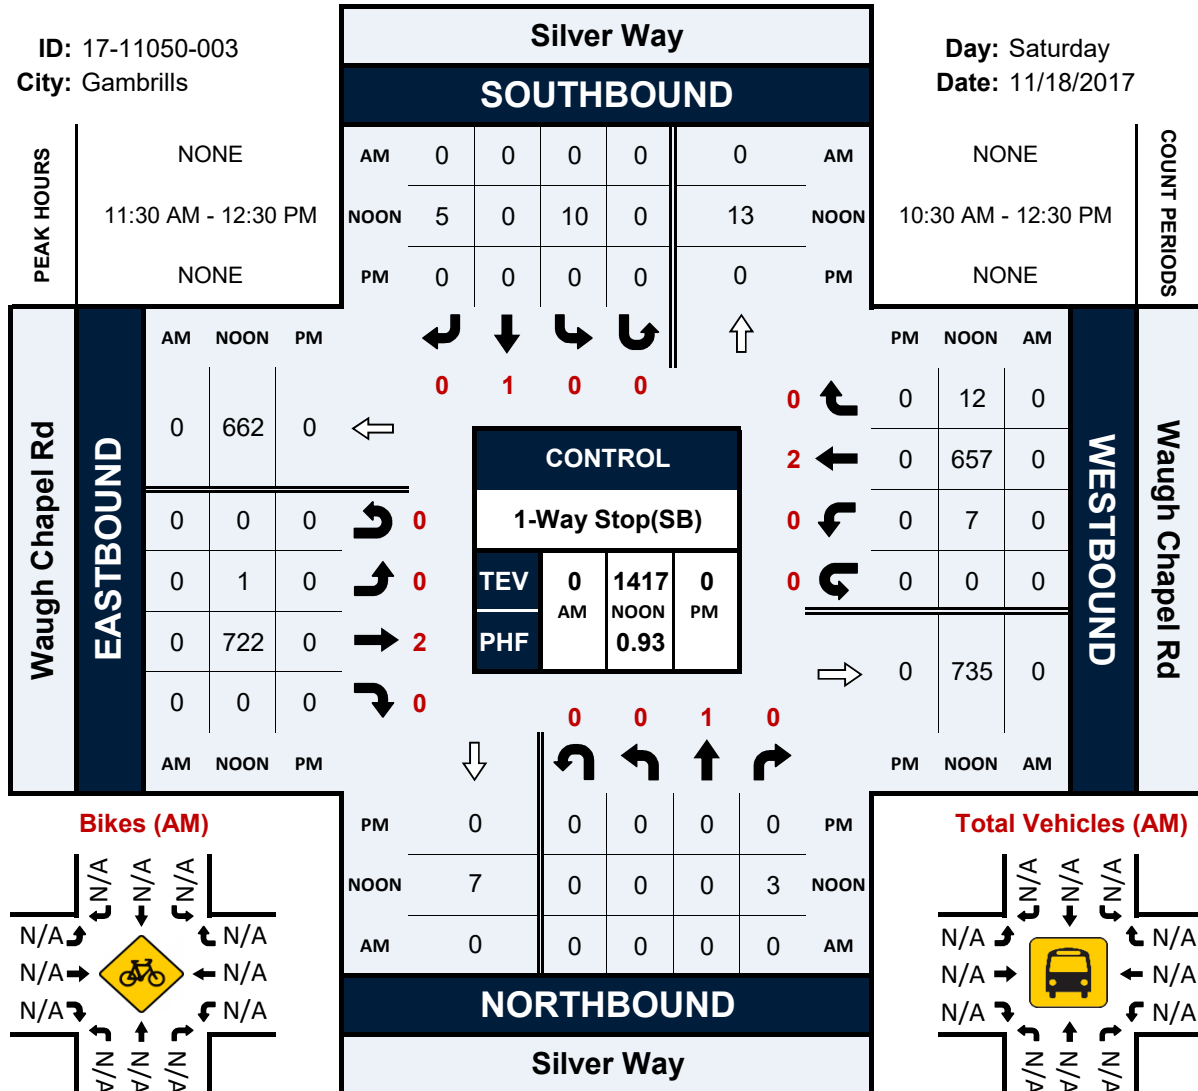 Silver Way
ID: 17-11050-003
Day: Saturday
City: Gambrills
SOUTHBOUND
Date: 11/18/2017
PEAK HOURS
NONE
AM 0 0 0 0 0 AM
NONE
COUNT PERIODS
11:30 AM - 12:30 PM
NOON 5 0 10 0 13 NOON
10:30 AM - 12:30 PM
NONE
PM 0 0 0 0 0 PM
NONE
AM NOON PM
PM NOON AM
0 1 0 0
0 0 12 0
0 662 0
2 0 657 0
0 0 7 0
0 0 0 0
0 735 0
Waugh Chapel Rd
EASTBOUND
0 0 0 0
0 1 0 0
0 722 0 2
0 0 0 0
CONTROL
1-Way Stop(SB)
TEV 0 1417 0
AM NOON PM
PHF 0.93
WESTBOUND
Waugh Chapel Rd
0 0 1 0
AM NOON PM
PM NOON AM
Bikes (AM)
PM 0 0 0 0 0 PM
Total Vehicles (AM)
NOON 7 0 0 0 3 NOON
AM 0 0 0 0 0 AM
NORTHBOUND
Silver Way
N/A N/A N/A
N/A N/A
N/A N/A
N/A N/A
N/A N/A N/A
N/A N/A N/A
N/A N/A
N/A N/A
N/A N/A
N/A N/A N/A